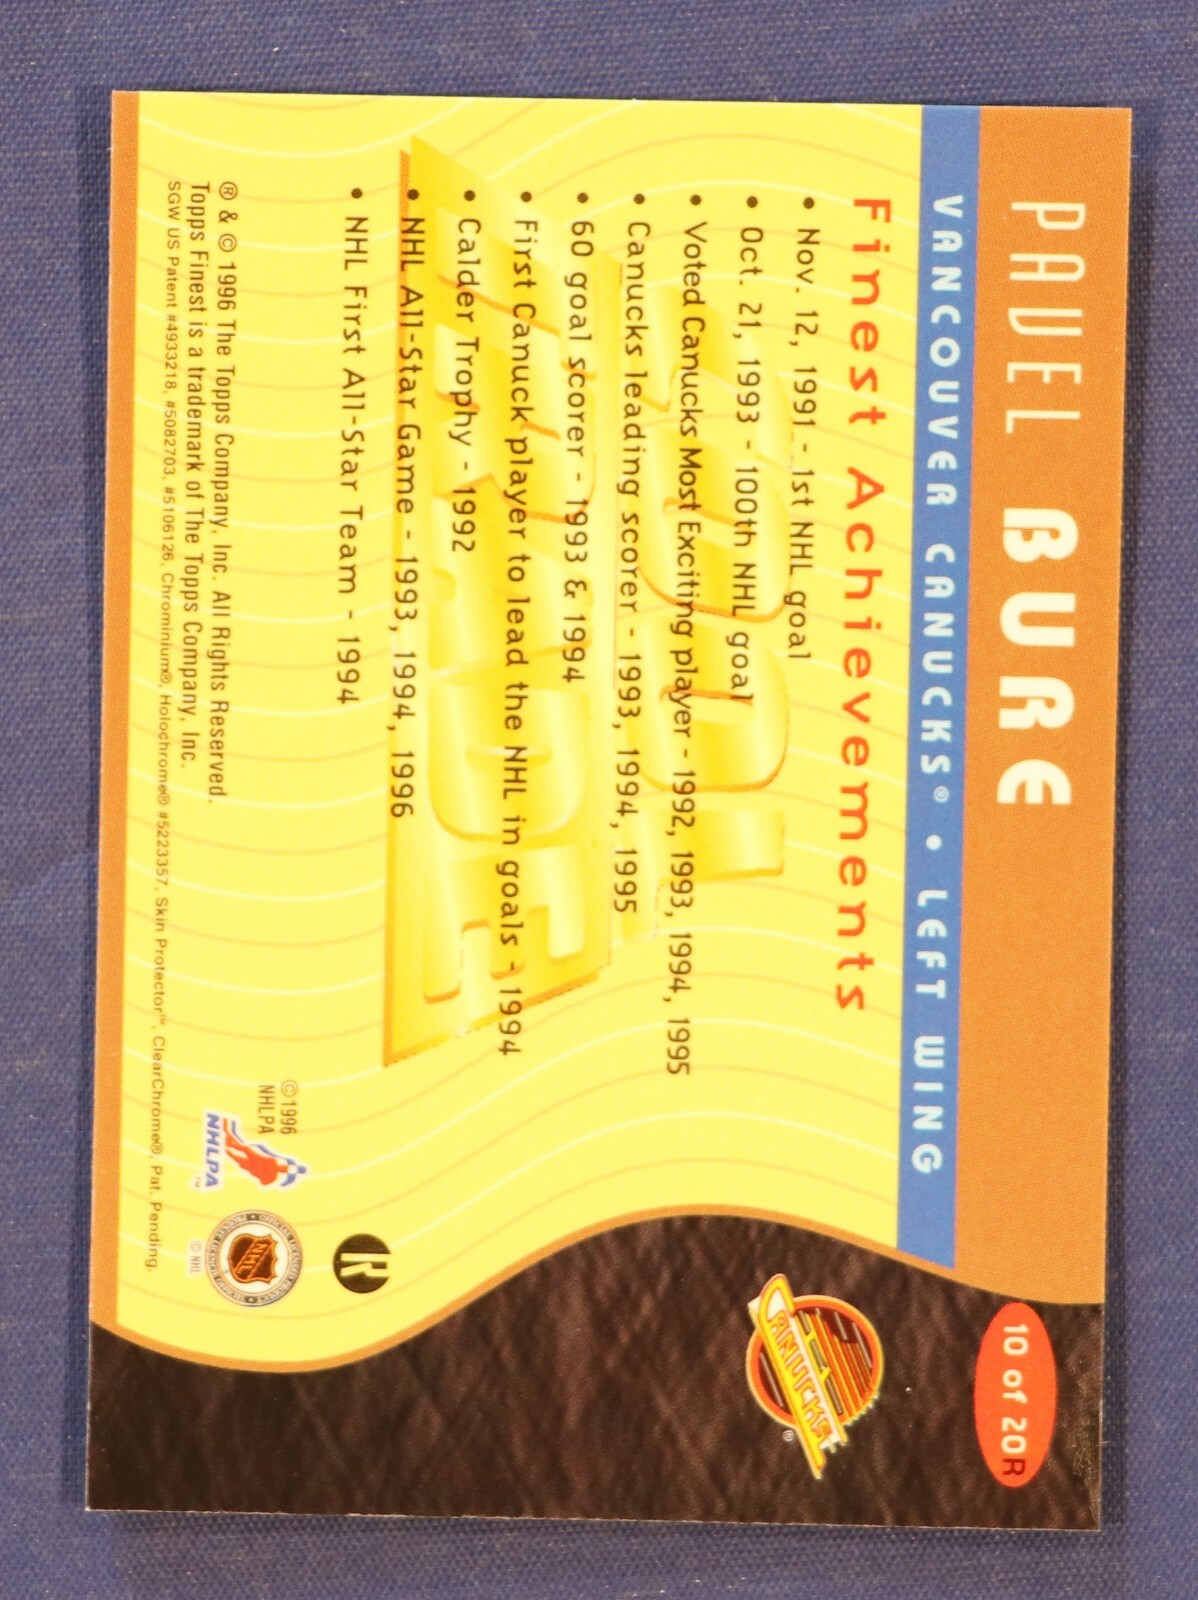 PAVEL BURE
VANCOUVER CANUCKS® • LEFT WING
10 of 20R
Finest Achievements
• Nov. 12, 1991 - 1st NHL goal
• Oct. 21, 1993 - 100th NHL goal
• Voted Canucks Most Exciting player - 1992, 1993, 1994, 1995
• Canucks leading scorer - 1993, 1994, 1995
• 60 goal scorer - 1993 & 1994
• First Canuck player to lead the NHL in goals - 1994
• Calder Trophy - 1992
• NHL All-Star Game - 1993, 1994, 1996
• NHL First All-Star Team - 1994
CANUCKS
®
K
©1996
NHLPA
NHLPA™
NHL
© NHL
® & © 1996 The Topps Company, Inc. All Rights Reserved.
Topps Finest is a trademark of The Topps Company, Inc.
SGW US Patent #4933218, #5082703, #5106126, Chrominium®, Holochrome® #5223357, Skin Protector™, ClearChrome®, Pat. Pending.